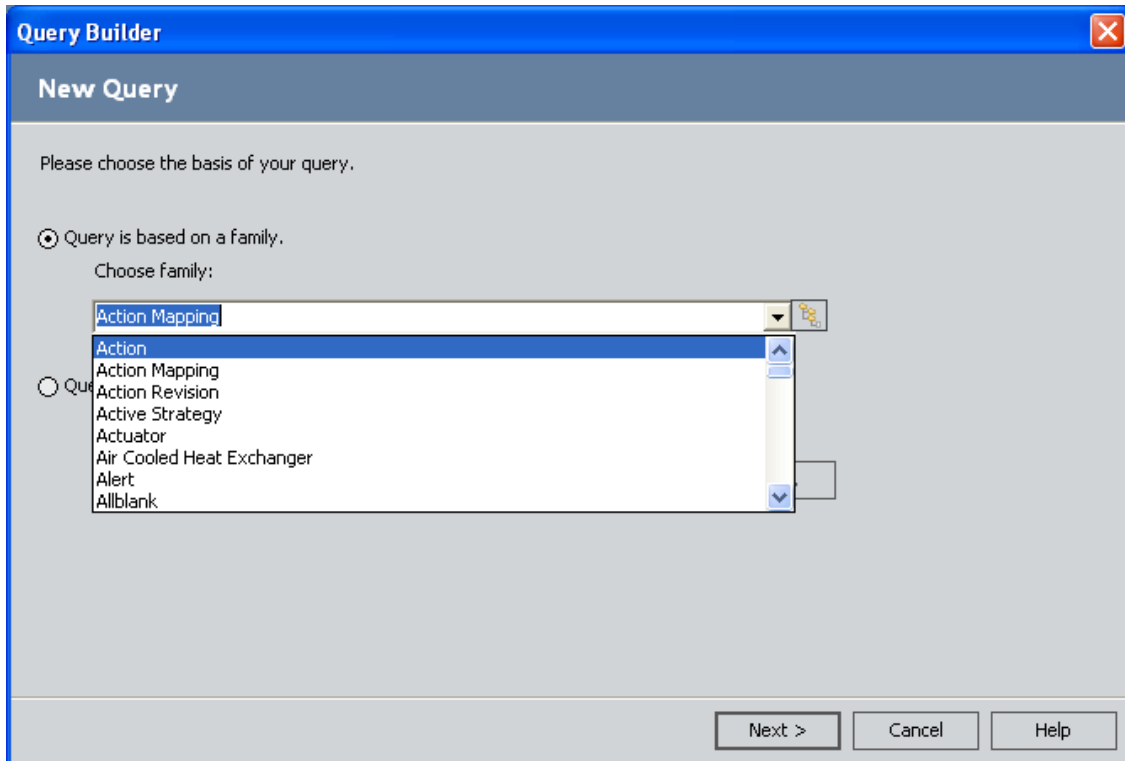 Query Builder
New Query
Please choose the basis of your query.
Query is based on a family.
Choose family:
Action Mapping
Action
Action Mapping
Action Revision
Active Strategy
Actuator
Air Cooled Heat Exchanger
Alert
Allblank
Next >
Cancel
Help